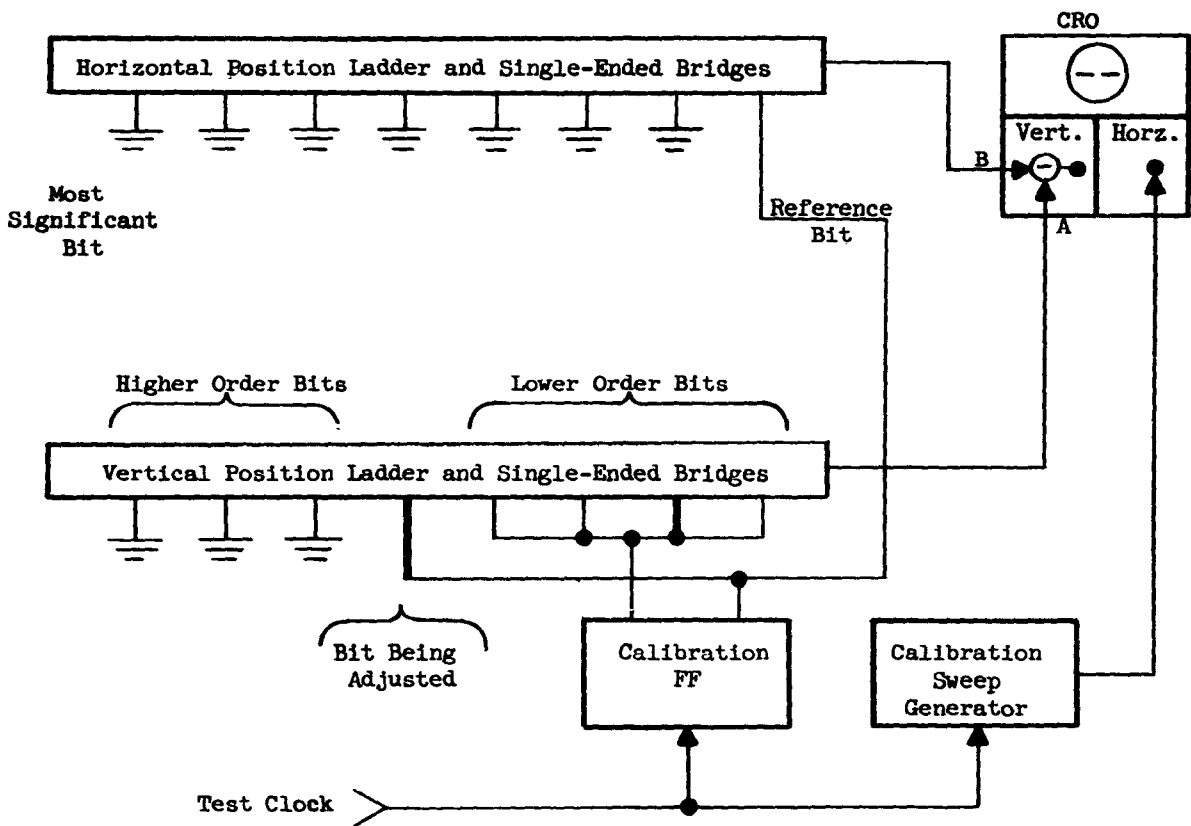 CRO
Horizontal Position Ladder and Single-Ended Bridges
Vert.
Horz.
B
A
Most
Significant
Bit
Reference
Bit
Higher Order Bits
Lower Order Bits
Vertical Position Ladder and Single-Ended Bridges
Bit Being
Adjusted
Calibration
FF
Calibration
Sweep
Generator
Test Clock